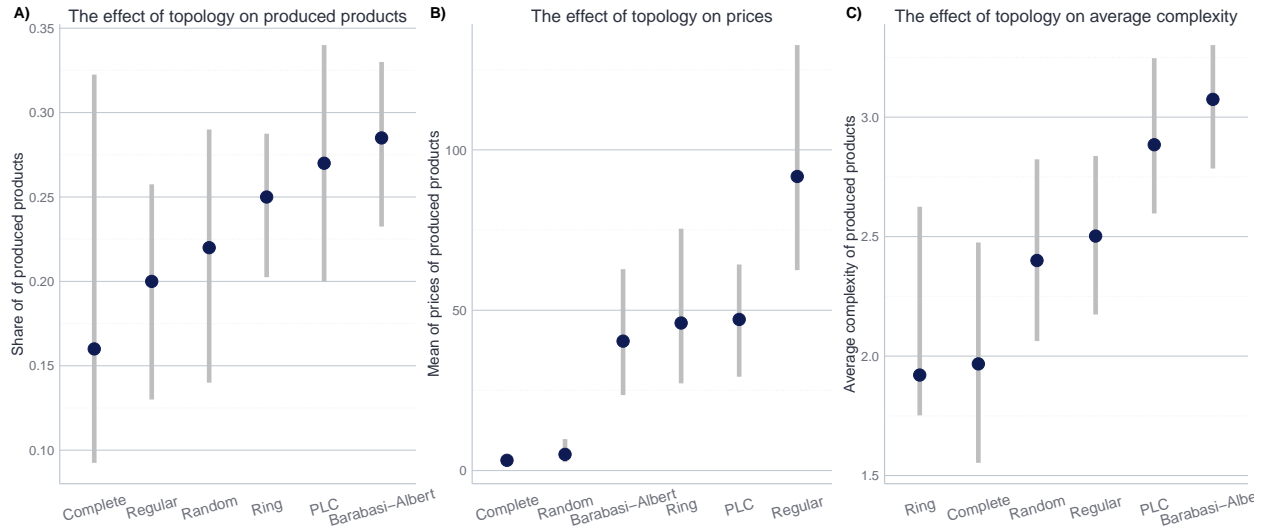 A) The effect of topology on produced products
Share of of produced products
0.35
0.30
0.25
0.20
0.15
0.10
Complete Regular Random Ring PLC Barabasi−Albert
B) The effect of topology on prices
Mean of prices of produced products
100
50
0
Complete Random Barabasi−Albert Ring PLC Regular
C) The effect of topology on average complexity
Average complexity of produced products
3.0
2.5
2.0
1.5
Ring Complete Random Regular PLC Barabasi−Albe